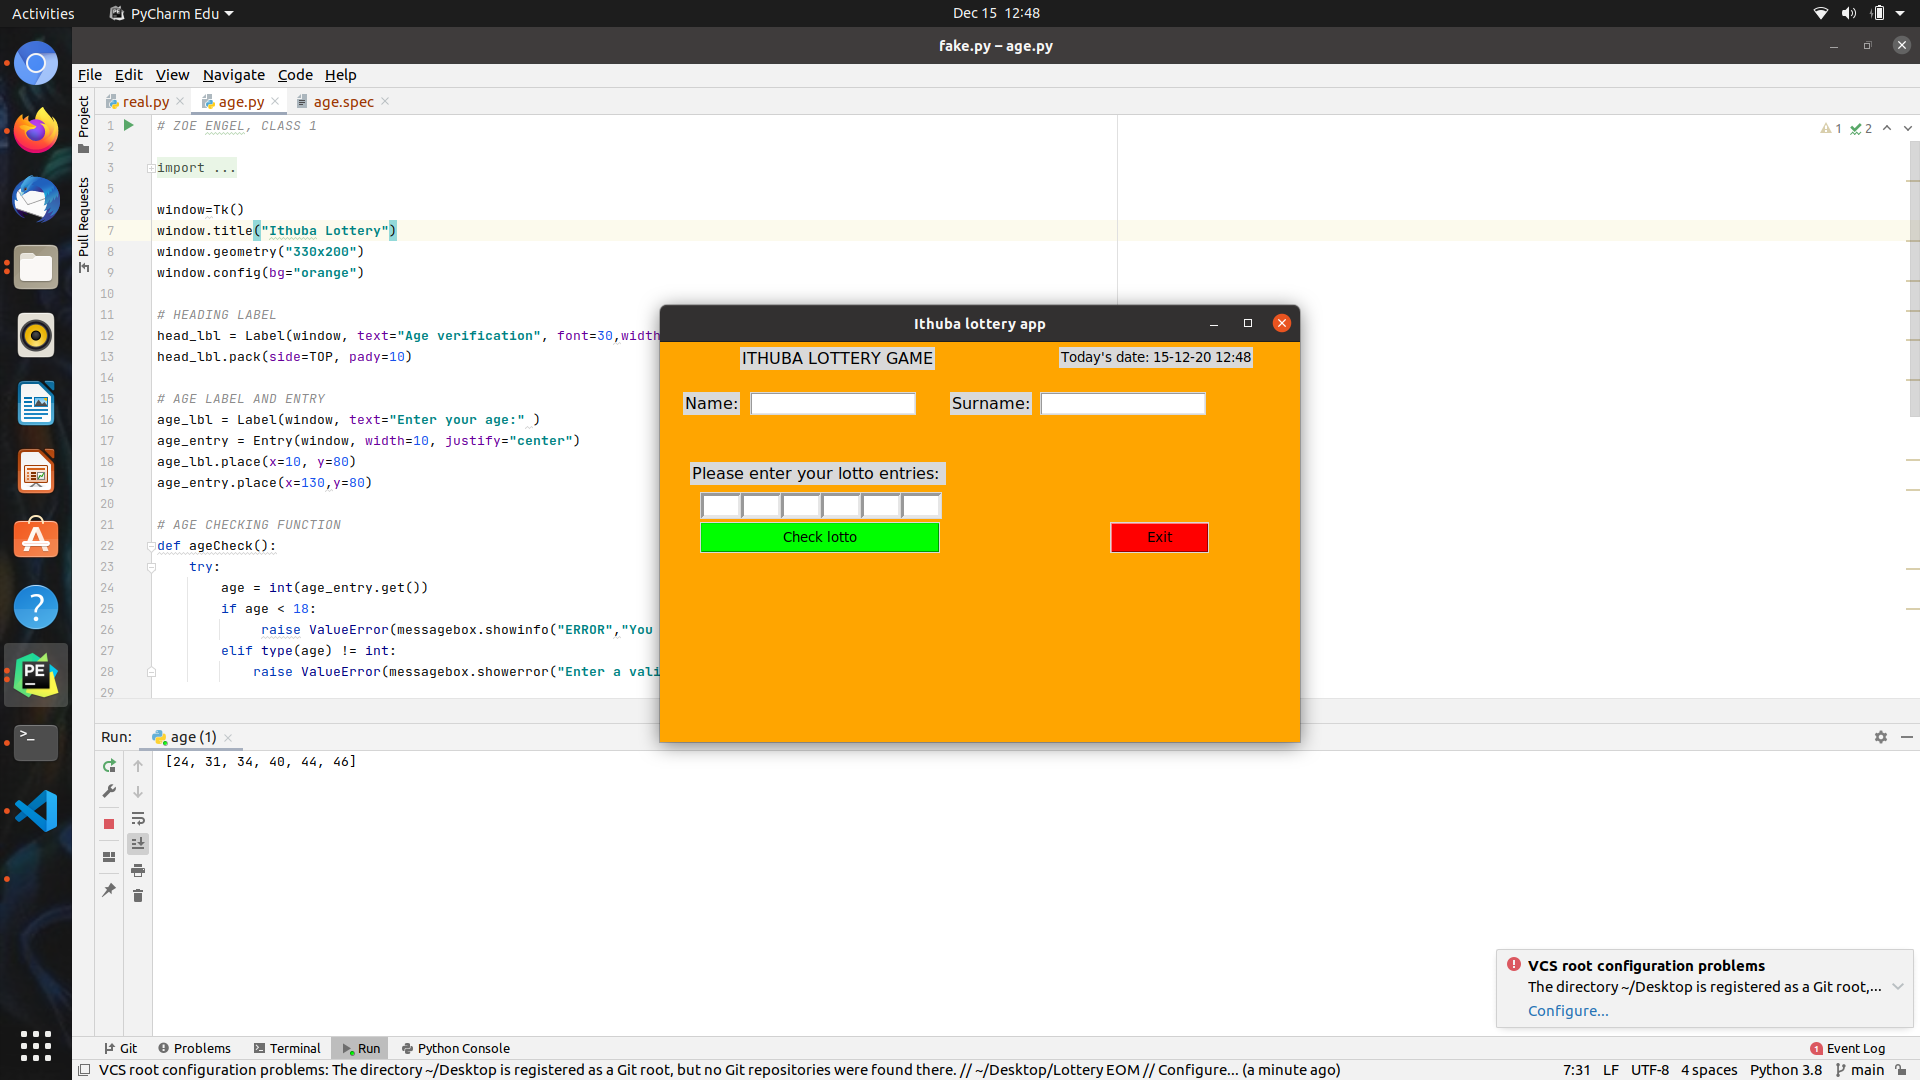 Activities
PyCharm Edu
Dec 15 12:48
fake.py – age.py
File Edit View Navigate Code Help
real.py age.py age.spec
Project
Pull Requests
1 # ZOE ENGEL, CLASS 1
2
3 import ...
5
6 window=Tk()
7 window.title("Ithuba Lottery")
8 window.geometry("330x200")
9 window.config(bg="orange")
10
11 # HEADING LABEL
12 head_lbl = Label(window, text="Age verification", font=30,width
13 head_lbl.pack(side=TOP, pady=10)
14
15 # AGE LABEL AND ENTRY
16 age_lbl = Label(window, text="Enter your age:" )
17 age_entry = Entry(window, width=10, justify="center")
18 age_lbl.place(x=10, y=80)
19 age_entry.place(x=130,y=80)
20
21 # AGE CHECKING FUNCTION
22 def ageCheck():
23 try:
24 age = int(age_entry.get())
25 if age < 18:
26 raise ValueError(messagebox.showinfo("ERROR","You
27 elif type(age) != int:
28 raise ValueError(messagebox.showerror("Enter a vali
29
1 2
Ithuba lottery app
ITHUBA LOTTERY GAME
Today's date: 15-12-20 12:48
Name:
Surname:
Please enter your lotto entries:
Check lotto
Exit
Run: age (1)
[24, 31, 34, 40, 44, 46]
VCS root configuration problems
The directory ~/Desktop is registered as a Git root,...
Configure...
Git Problems Terminal Run Python Console
1 Event Log
VCS root configuration problems: The directory ~/Desktop is registered as a Git root, but no Git repositories were found there. // ~/Desktop/Lottery EOM // Configure... (a minute ago)
7:31 LF UTF-8 4 spaces Python 3.8 main